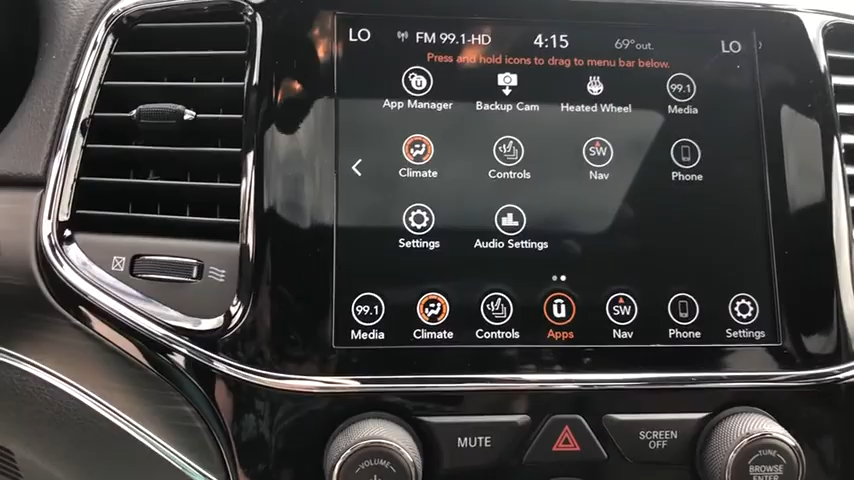 LO FM 99.1-HD 4:15 69°out. LO
Press and hold icons to drag to menu bar below.
99.1
App Manager Backup Cam Heated Wheel Media
SW
Climate Controls Nav Phone
Settings Audio Settings
99.1 SW
Media Climate Controls Apps Nav Phone Settings
MUTE SCREEN OFF
VOLUME TUNE
BROWSE
ENTER